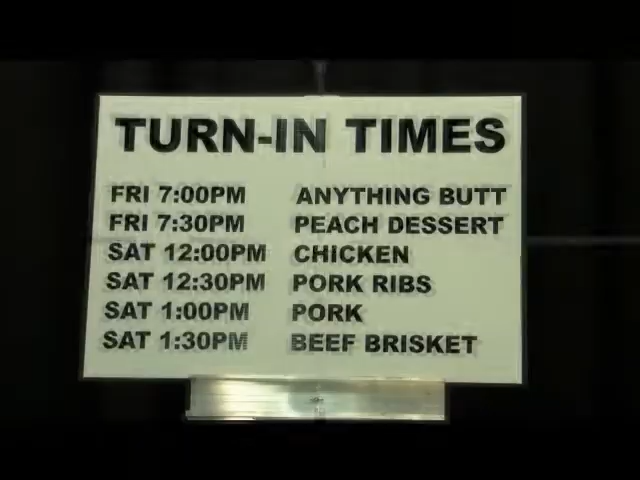 TURN-IN TIMES
FRI 7:00PM ANYTHING BUTT
FRI 7:30PM PEACH DESSERT
SAT 12:00PM CHICKEN
SAT 12:30PM PORK RIBS
SAT 1:00PM PORK
SAT 1:30PM BEEF BRISKET